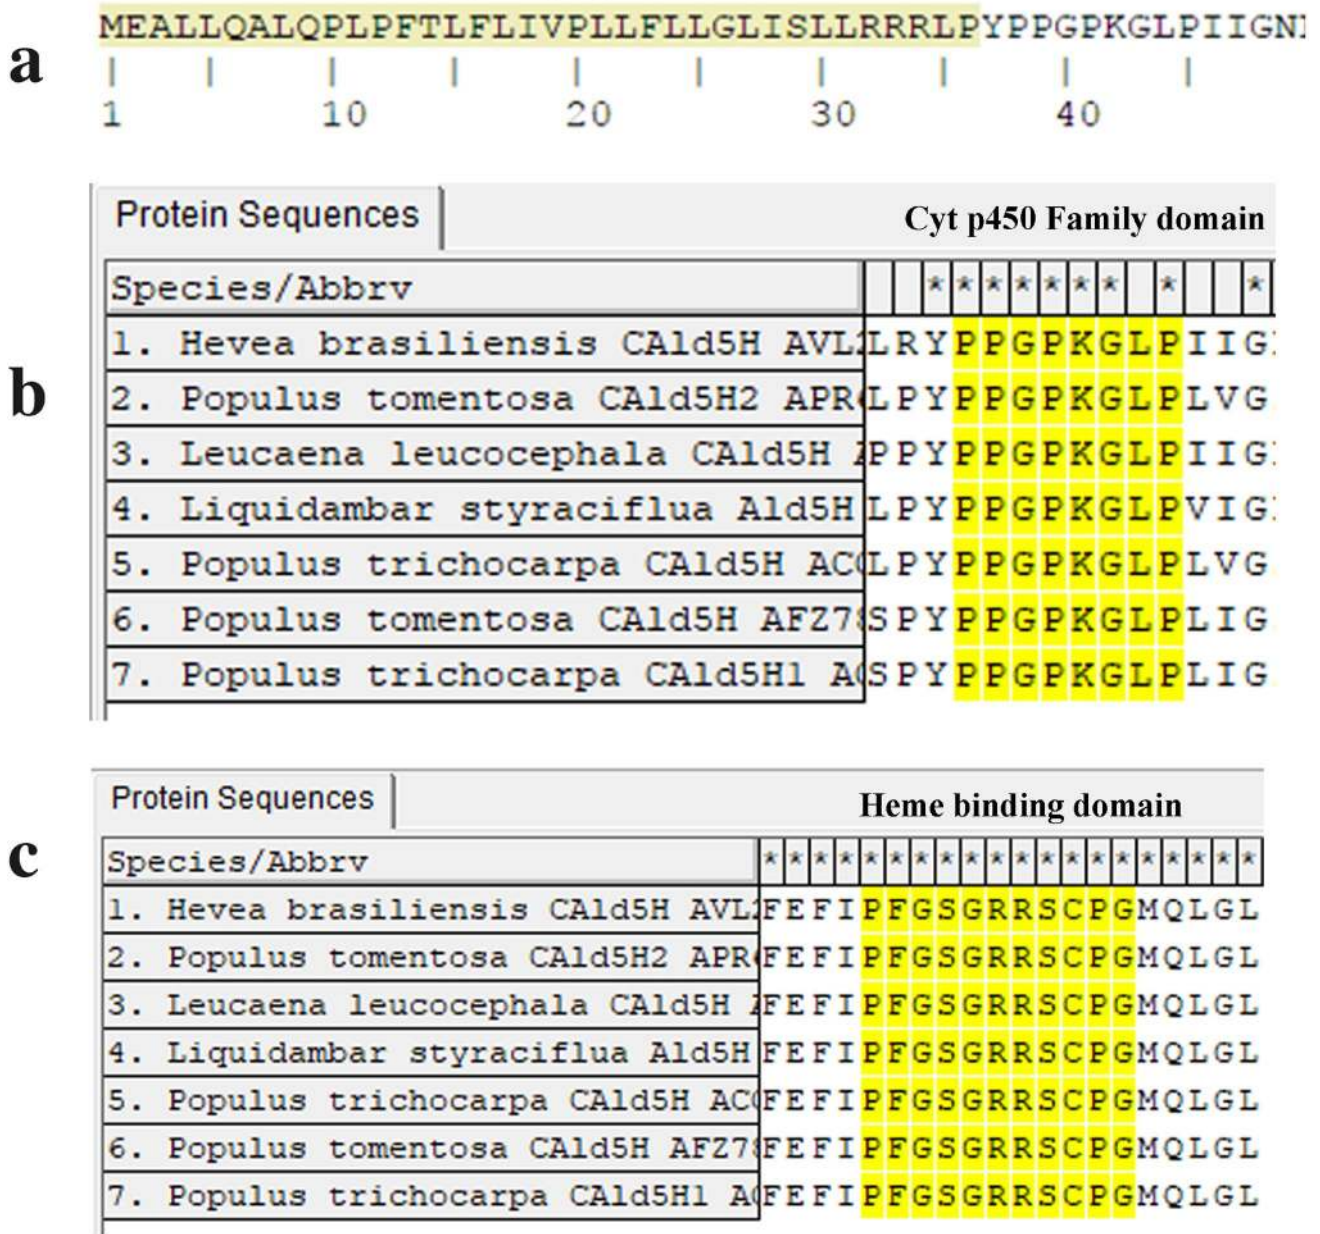 a
MEALLQALQPLPFTLFLIVPLLFLLGLISLLRRRLPYPPGPKGLPIIGN
| | | | | | | | | |
1 10 20 30 40
b
Protein Sequences
Cyt p450 Family domain
Species/Abbrv * * * * * * * * *
1. Hevea brasiliensis CAld5H AVL LRYPPGPKGLPIIG
2. Populus tomentosa CAld5H2 APR LPYPPGPKGLPLVG
3. Leucaena leucocephala CAld5H PPYPPGPKGLPIIG
4. Liquidambar styraciflua Ald5H LPYPPGPKGLPVIG
5. Populus trichocarpa CAld5H AC LPYPPGPKGLPLVG
6. Populus tomentosa CAld5H AFZ7 SPYPPGPKGLPLIG
7. Populus trichocarpa CAld5H1 A SPYPPGPKGLPLIG
c
Protein Sequences
Heme binding domain
Species/Abbrv * * * * * * * * * * * * * * * * * * * *
1. Hevea brasiliensis CAld5H AVL FEFIPFGSGRRSCPGMQLGL
2. Populus tomentosa CAld5H2 APR FEFIPFGSGRRSCPGMQLGL
3. Leucaena leucocephala CAld5H FEFIPFGSGRRSCPGMQLGL
4. Liquidambar styraciflua Ald5H FEFIPFGSGRRSCPGMQLGL
5. Populus trichocarpa CAld5H AC FEFIPFGSGRRSCPGMQLGL
6. Populus tomentosa CAld5H AFZ7 FEFIPFGSGRRSCPGMQLGL
7. Populus trichocarpa CAld5H1 A FEFIPFGSGRRSCPGMQLGL